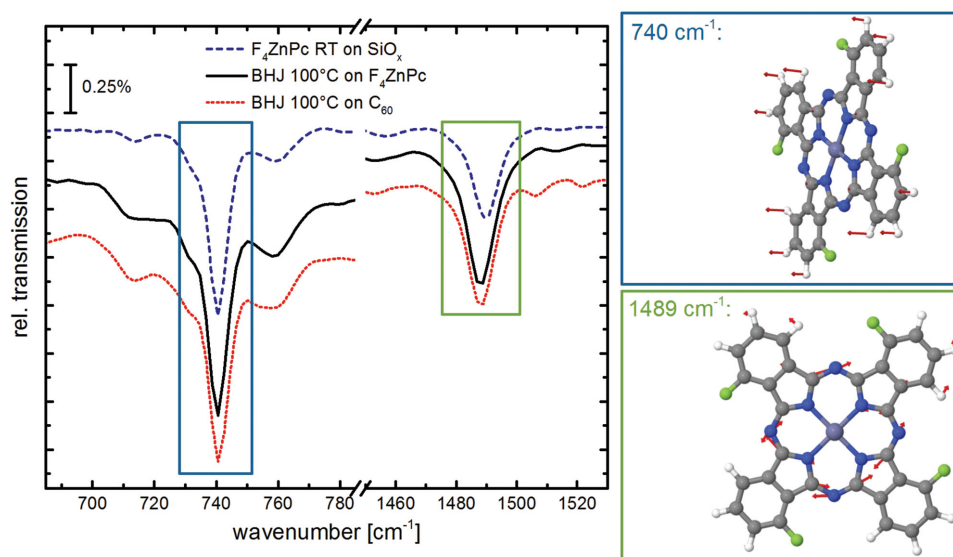 F₄ZnPc RT on SiOₓ
BHJ 100°C on F₄ZnPc
BHJ 100°C on C₆₀
0.25%
rel. transmission
700 720 740 760 780 1460 1480 1500 1520
wavenumber [cm⁻¹]
740 cm⁻¹:
1489 cm⁻¹: